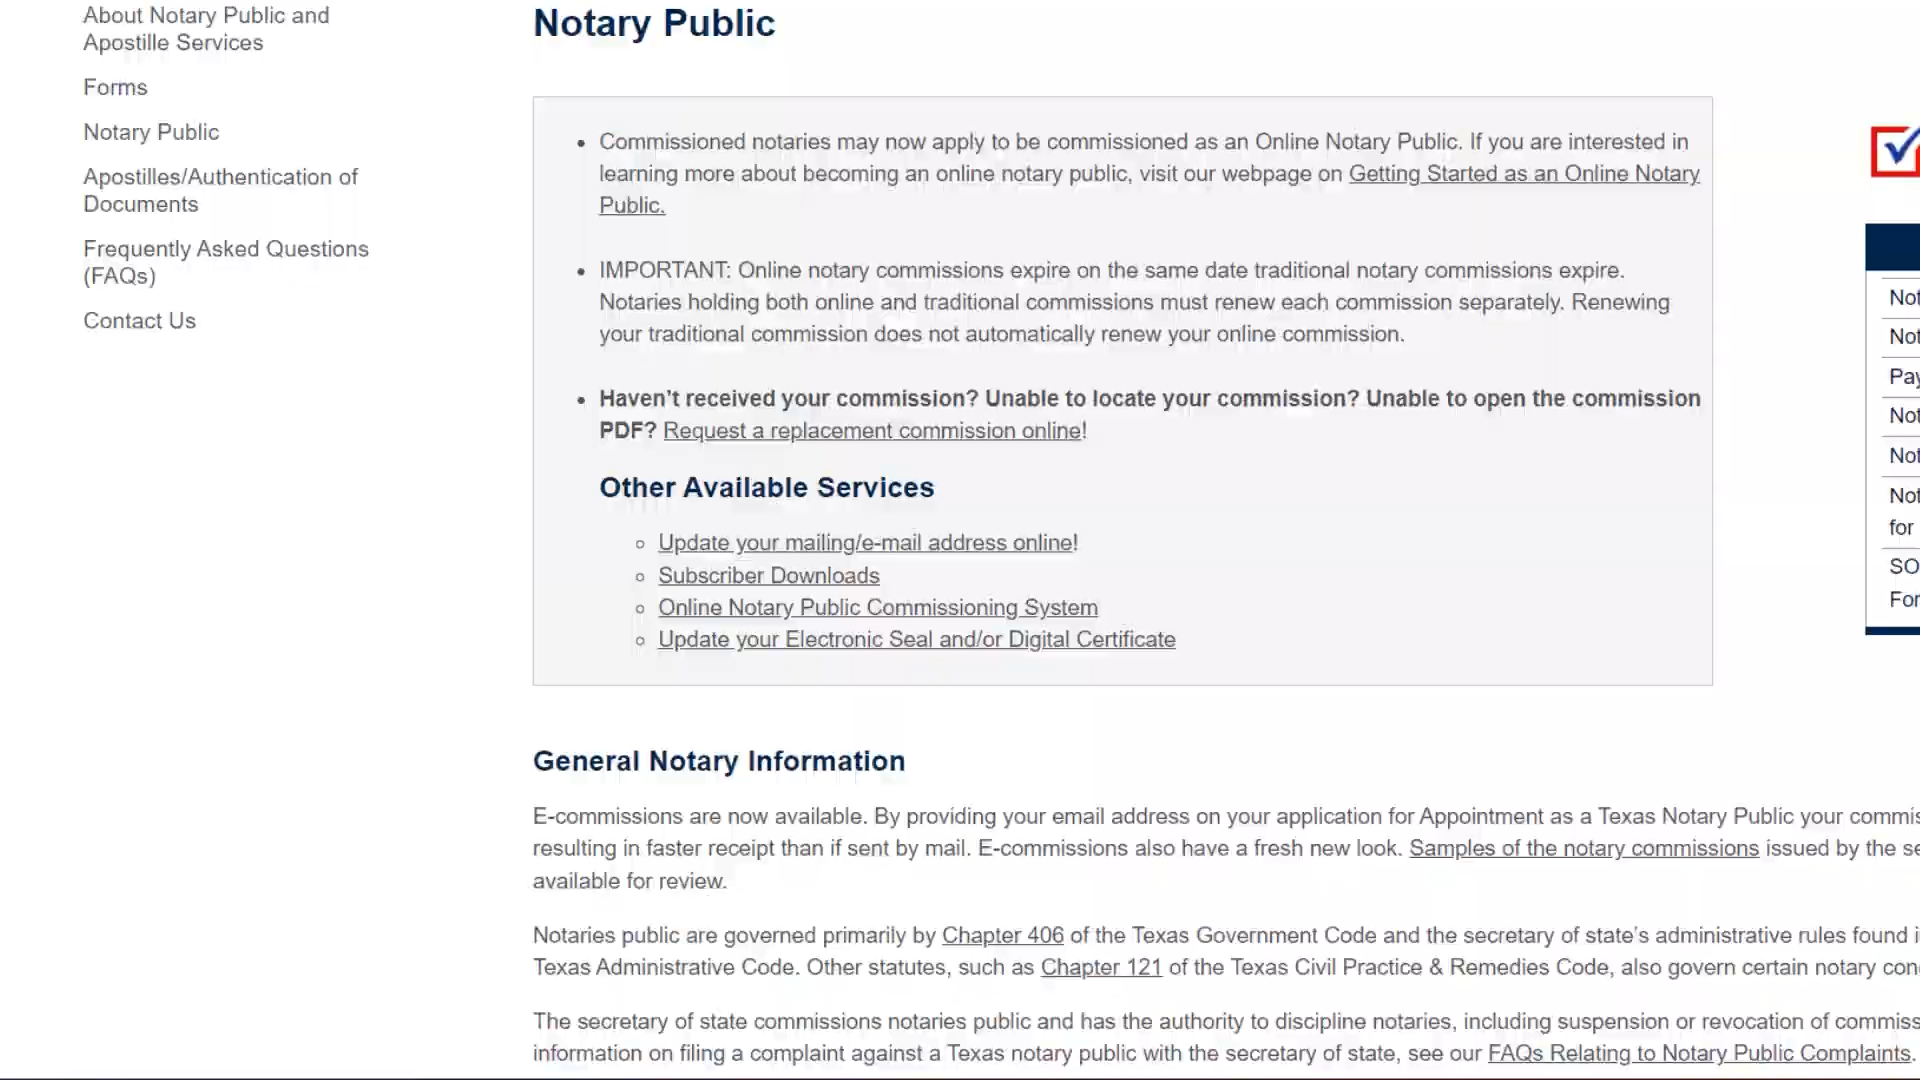 About Notary Public and
Apostille Services
Forms
Notary Public
Apostilles/Authentication of
Documents
Frequently Asked Questions
(FAQs)
Contact Us
Notary Public
Commissioned notaries may now apply to be commissioned as an Online Notary Public. If you are interested in
learning more about becoming an online notary public, visit our webpage on Getting Started as an Online Notary
Public.
IMPORTANT: Online notary commissions expire on the same date traditional notary commissions expire.
Notaries holding both online and traditional commissions must renew each commission separately. Renewing
your traditional commission does not automatically renew your online commission.
Haven't received your commission? Unable to locate your commission? Unable to open the commission
PDF? Request a replacement commission online!
Other Available Services
Update your mailing/e-mail address online!
Subscriber Downloads
Online Notary Public Commissioning System
Update your Electronic Seal and/or Digital Certificate
General Notary Information
E-commissions are now available. By providing your email address on your application for Appointment as a Texas Notary Public your commis
resulting in faster receipt than if sent by mail. E-commissions also have a fresh new look. Samples of the notary commissions issued by the se
available for review.
Notaries public are governed primarily by Chapter 406 of the Texas Government Code and the secretary of state's administrative rules found i
Texas Administrative Code. Other statutes, such as Chapter 121 of the Texas Civil Practice & Remedies Code, also govern certain notary con
The secretary of state commissions notaries public and has the authority to discipline notaries, including suspension or revocation of commiss
information on filing a complaint against a Texas notary public with the secretary of state, see our FAQs Relating to Notary Public Complaints.
Not
Not
Pay
Not
Not
Not
for
SO
For